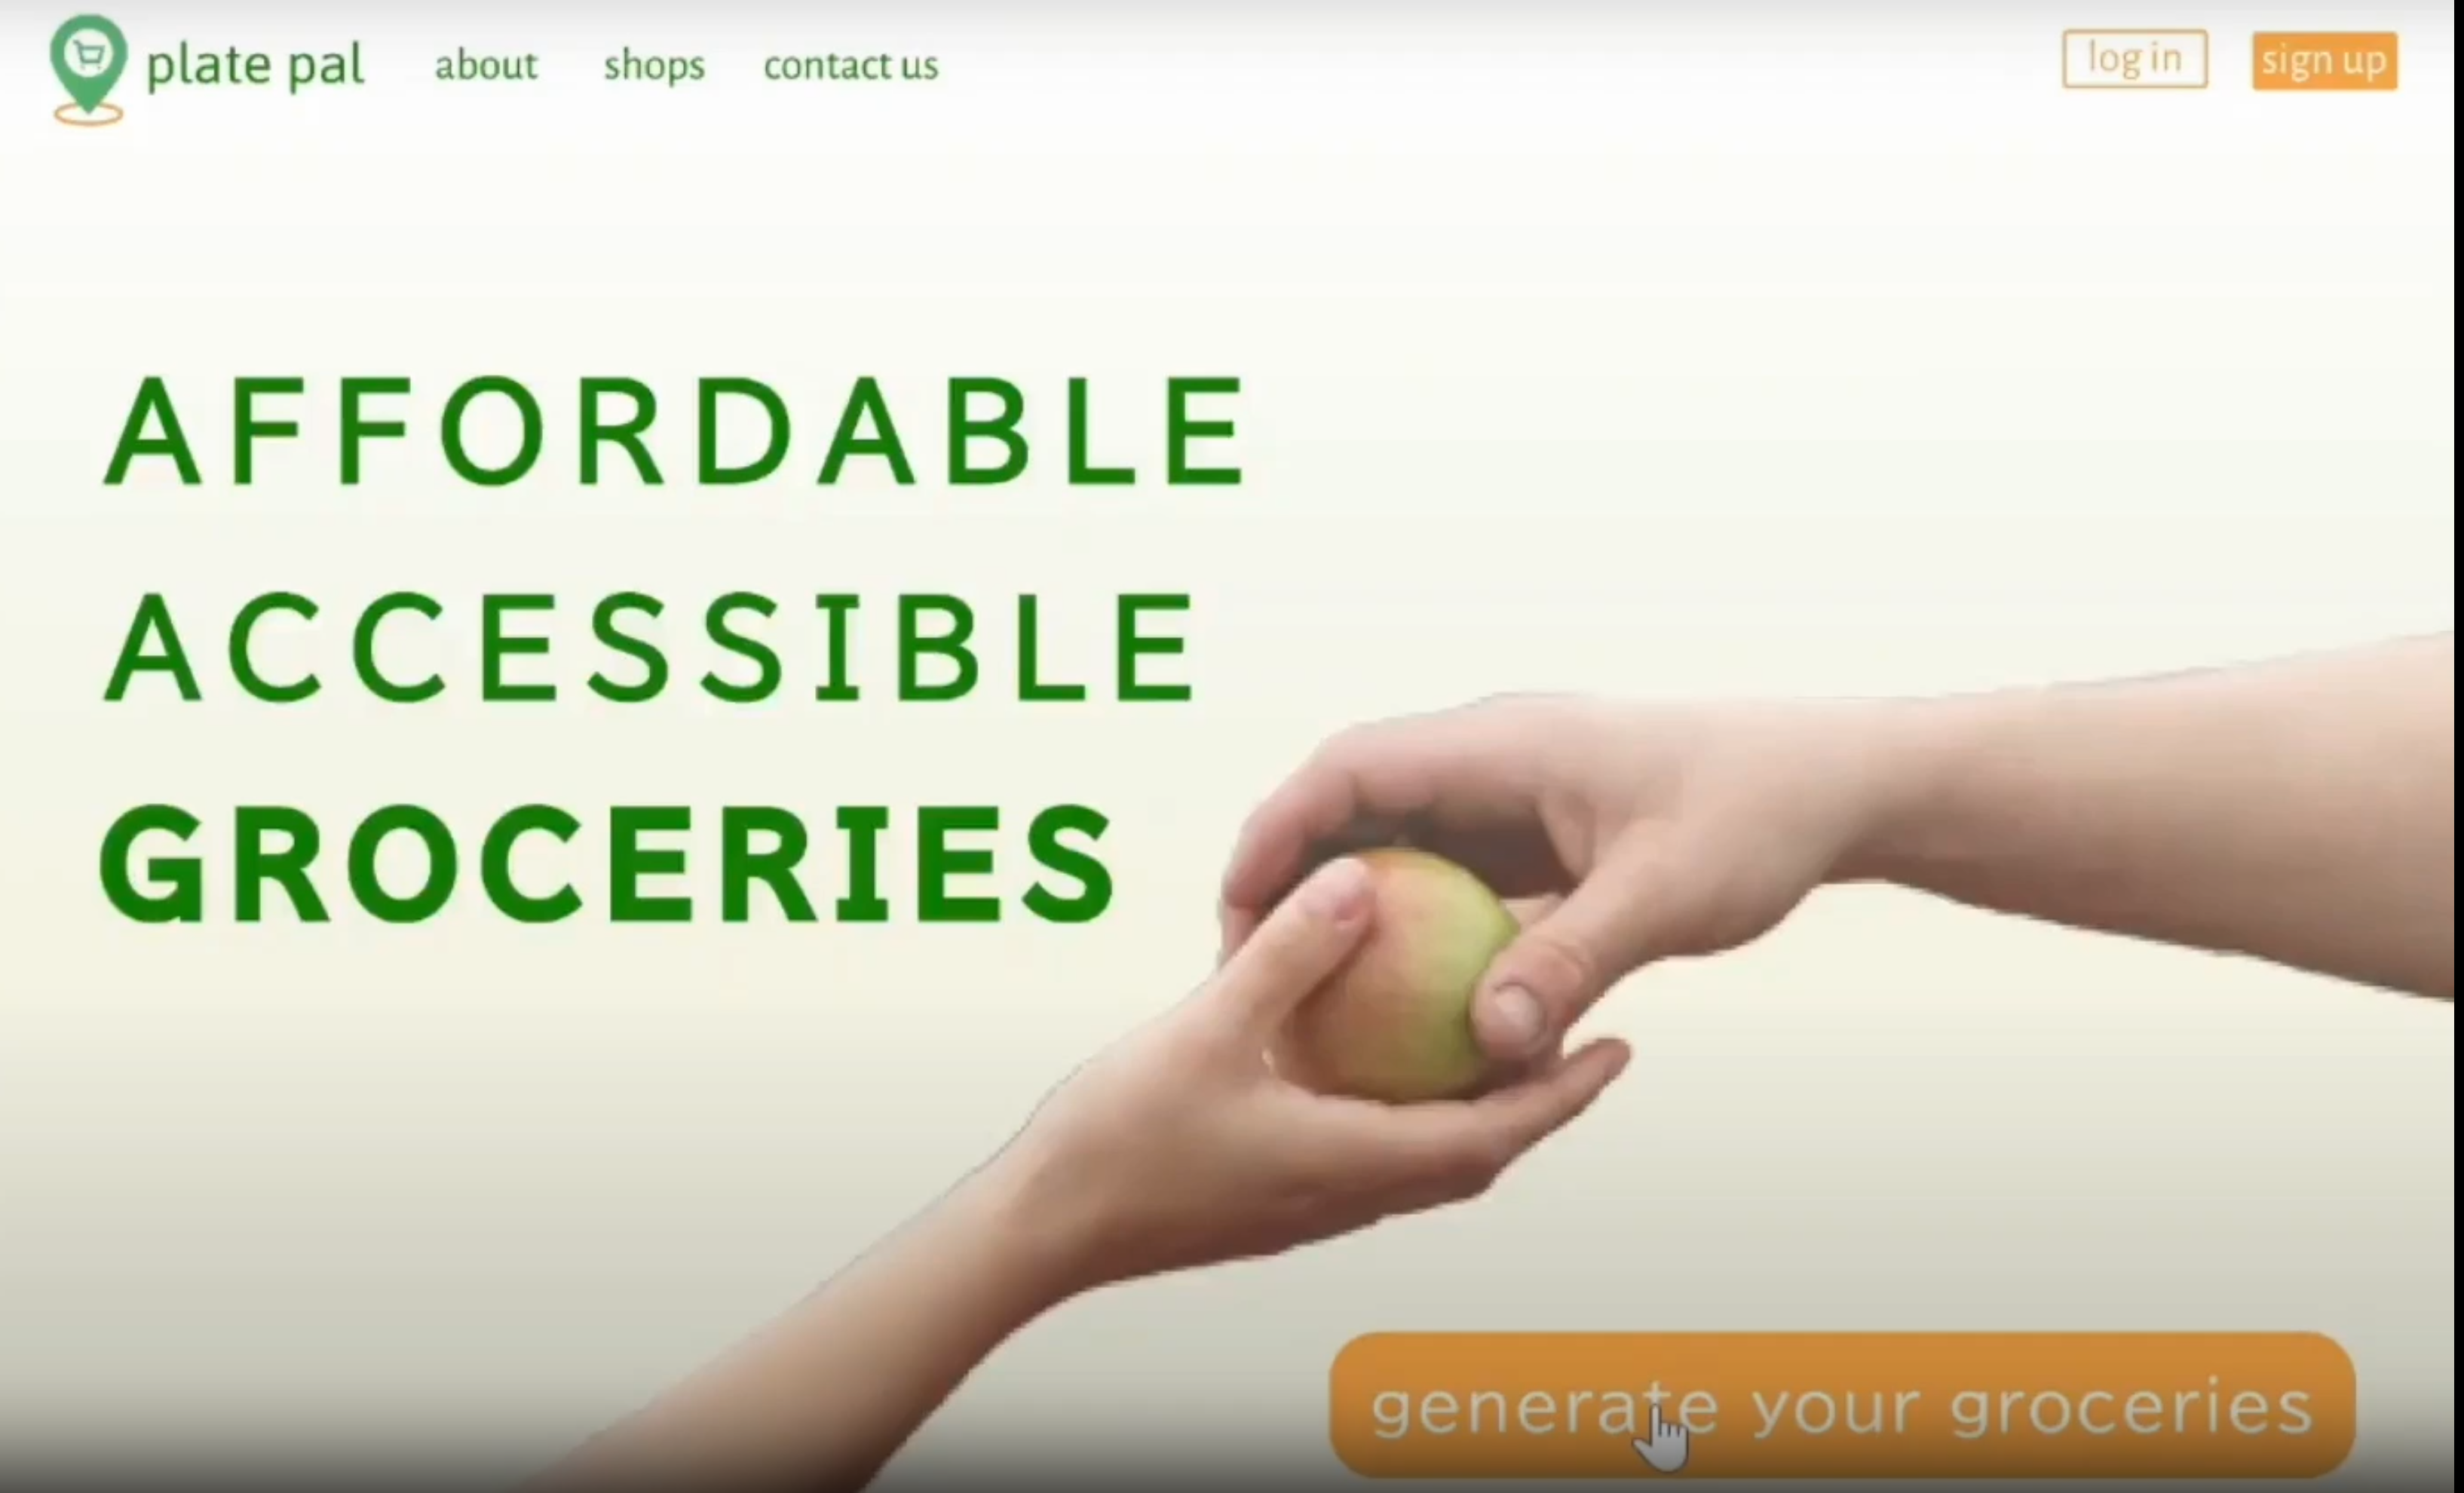 plate pal about shops contact us log in sign up
AFFORDABLE
ACCESSIBLE
GROCERIES
generate your groceries